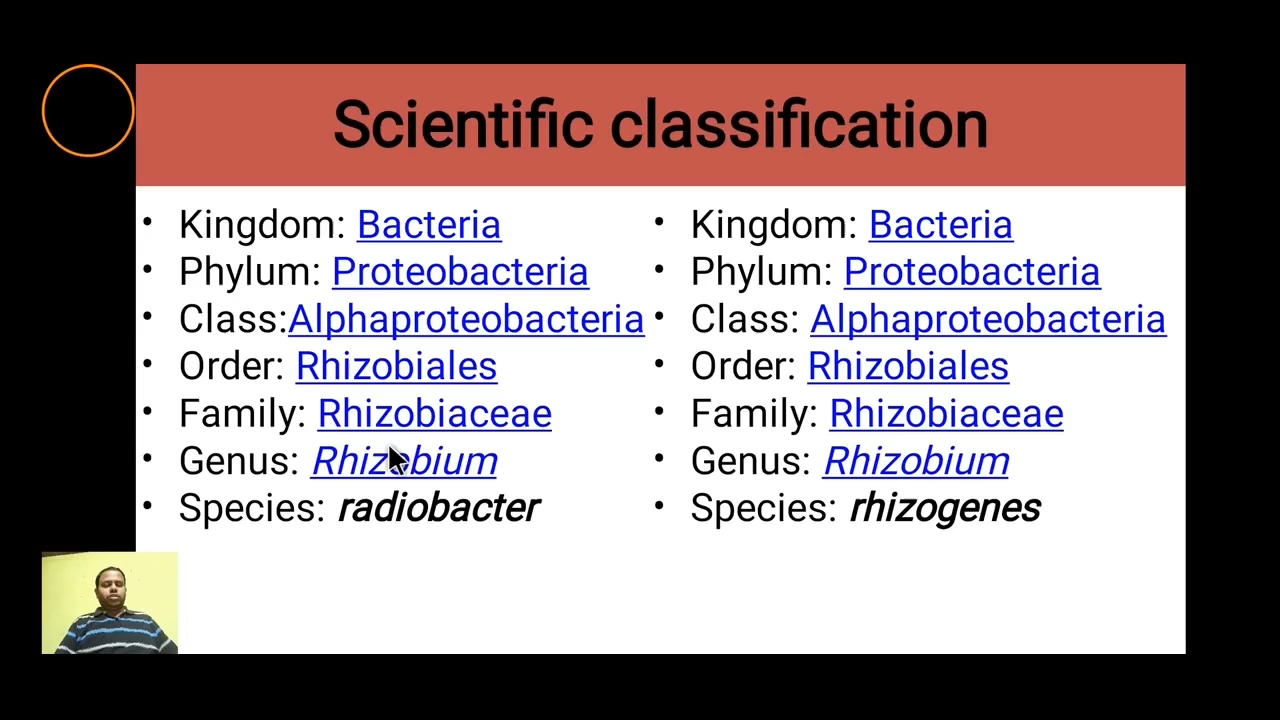 Scientific classification
• Kingdom: Bacteria
• Phylum: Proteobacteria
• Class:Alphaproteobacteria
• Order: Rhizobiales
• Family: Rhizobiaceae
• Genus: Rhizobium
• Species: radiobacter
• Kingdom: Bacteria
• Phylum: Proteobacteria
• Class: Alphaproteobacteria
• Order: Rhizobiales
• Family: Rhizobiaceae
• Genus: Rhizobium
• Species: rhizogenes